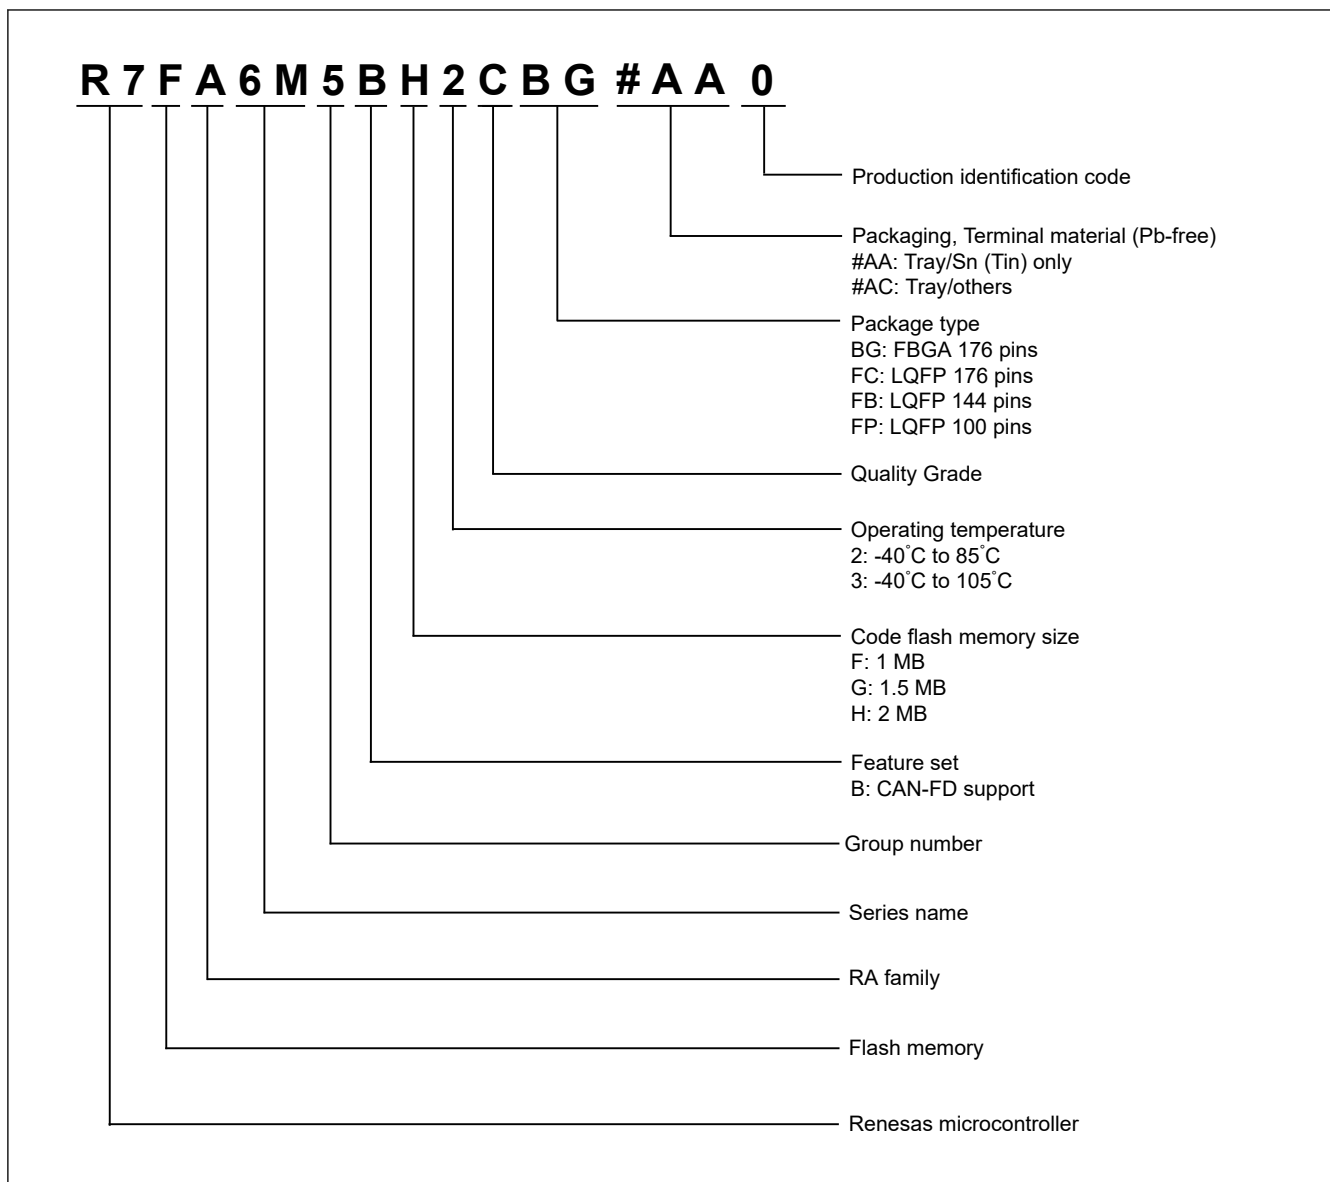 R7FA6M5BH2CBG#AA0
Production identification code
Packaging, Terminal material (Pb-free)
#AA: Tray/Sn (Tin) only
#AC: Tray/others
Package type
BG: FBGA 176 pins
FC: LQFP 176 pins
FB: LQFP 144 pins
FP: LQFP 100 pins
Quality Grade
Operating temperature
2: -40°C to 85°C
3: -40°C to 105°C
Code flash memory size
F: 1 MB
G: 1.5 MB
H: 2 MB
Feature set
B: CAN-FD support
Group number
Series name
RA family
Flash memory
Renesas microcontroller